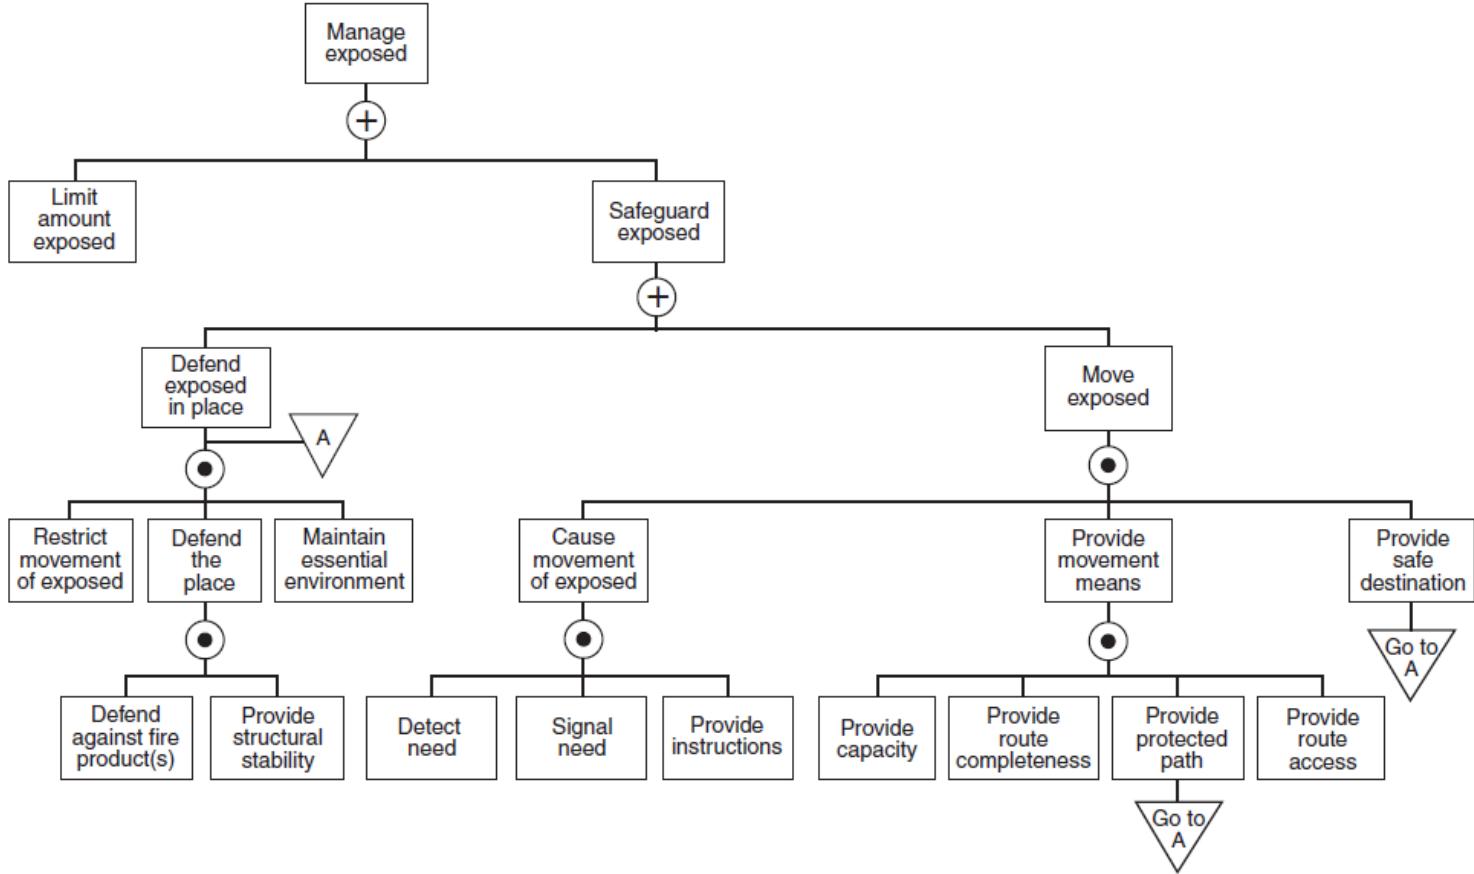 Manage
exposed
+
Limit
amount
exposed
Safeguard
exposed
+
Defend
exposed
in place
A
Move
exposed
Restrict
movement
of exposed
Defend
the
place
Maintain
essential
environment
Cause
movement
of exposed
Provide
movement
means
Provide
safe
destination
Go to
A
Defend
against fire
product(s)
Provide
structural
stability
Detect
need
Signal
need
Provide
instructions
Provide
capacity
Provide
route
completeness
Provide
protected
path
Provide
route
access
Go to
A